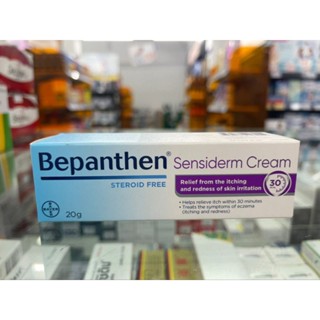 Bepanthen® Sensiderm Cream
STEROID FREE
Relief from the itching
and redness of skin irritation
30
• Helps relieve itch within 30 minutes
• Treats the symptoms of eczema
(itching and redness)
BAYER
20g